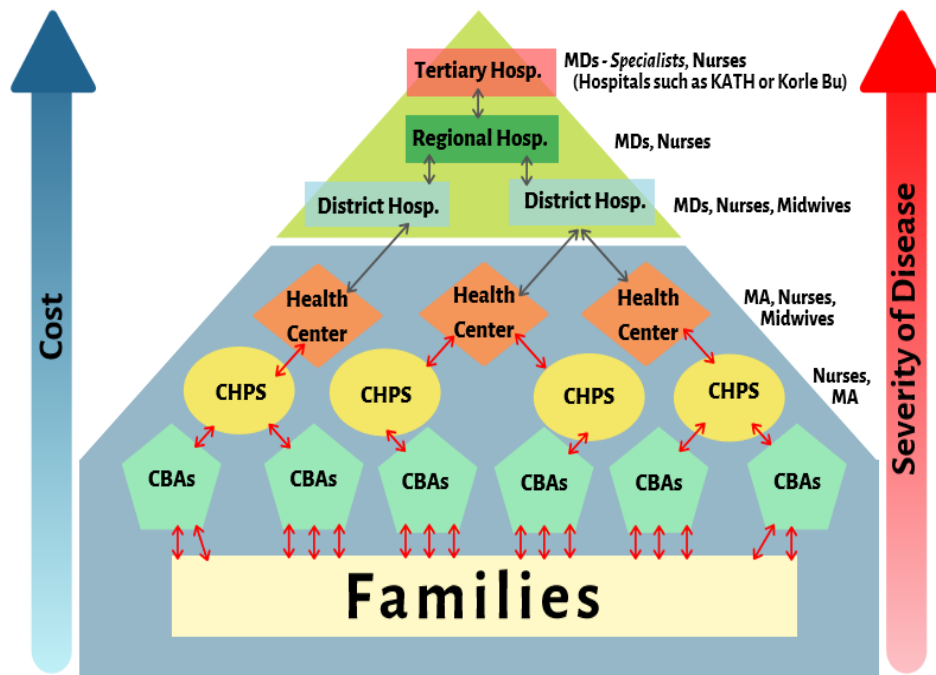 Tertiary Hosp.
MDs - Specialists, Nurses
(Hospitals such as KATH or Korle Bu)
Regional Hosp.
MDs, Nurses
District Hosp.
District Hosp.
MDs, Nurses, Midwives
Health
Center
Health
Center
Health
Center
MA, Nurses,
Midwives
CHPS
CHPS
CHPS
CHPS
Nurses,
MA
CBAs
CBAs
CBAs
CBAs
CBAs
CBAs
Families
Cost
Severity of Disease